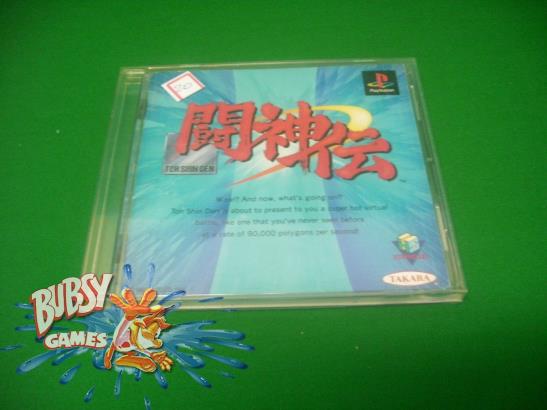 20
PlayStation
闘神伝
TOH SHIN DEN
W-sa!? And now, what's going on!?
Toh Shin Den is about to present to you a super hot virtual
battle, like one that you've never seen before
at a rate of 90,000 polygons per second!
TAKARA
BUBSY
GAMES